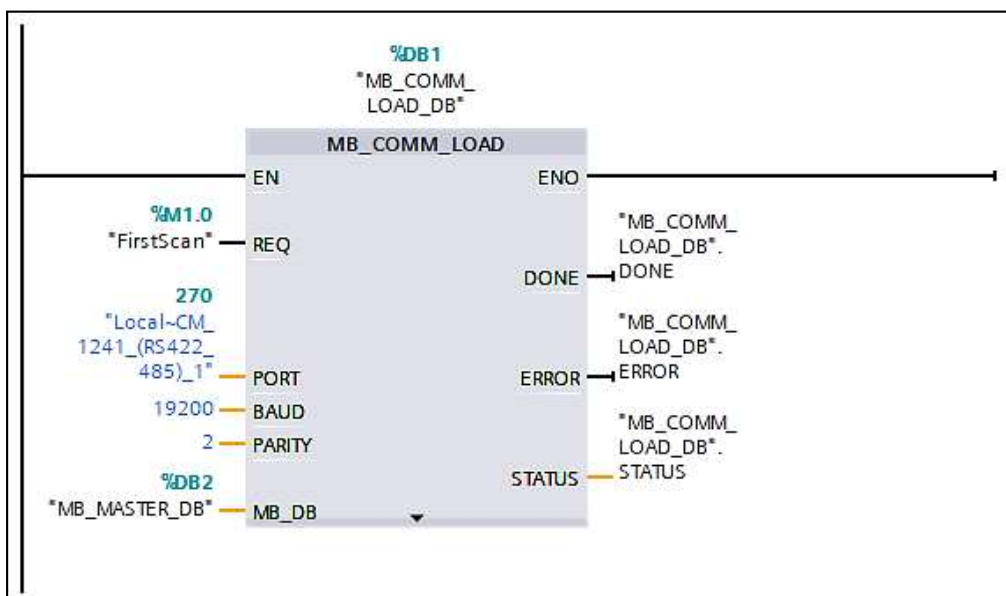 %DB1
"MB_COMM_
LOAD_DB"
MB_COMM_LOAD
EN
ENO
%M1.0
"FirstScan"
REQ
"MB_COMM_
LOAD_DB".
DONE
DONE
270
"Local~CM_
1241_(RS422_
485)_1"
PORT
"MB_COMM_
LOAD_DB".
ERROR
ERROR
19200
BAUD
2
PARITY
"MB_COMM_
LOAD_DB".
STATUS
STATUS
%DB2
"MB_MASTER_DB"
MB_DB